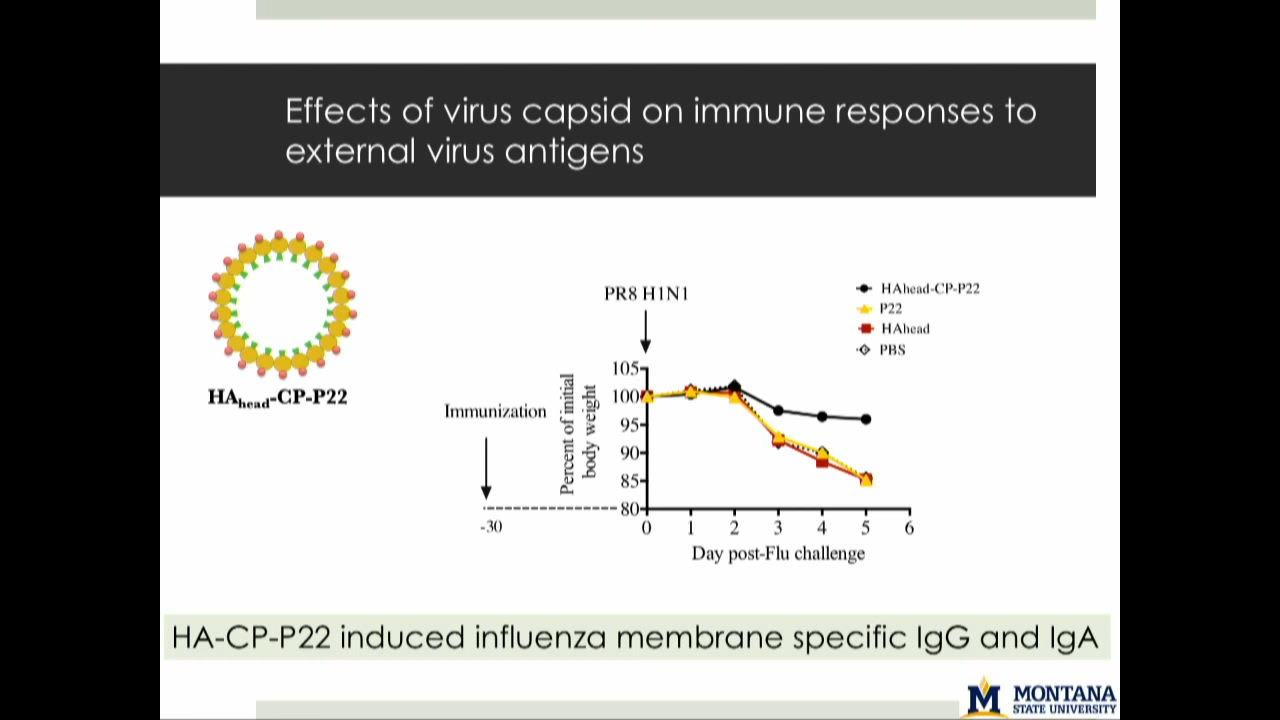 Effects of virus capsid on immune responses to
external virus antigens
HAhead-CP-P22
PR8 H1N1
HAhead-CP-P22
P22
HAhead
PBS
Immunization
-30
Percent of initial
body weight
105
100
95
90
85
80
0 1 2 3 4 5 6
Day post-Flu challenge
HA-CP-P22 induced influenza membrane specific IgG and IgA
M MONTANA
STATE UNIVERSITY